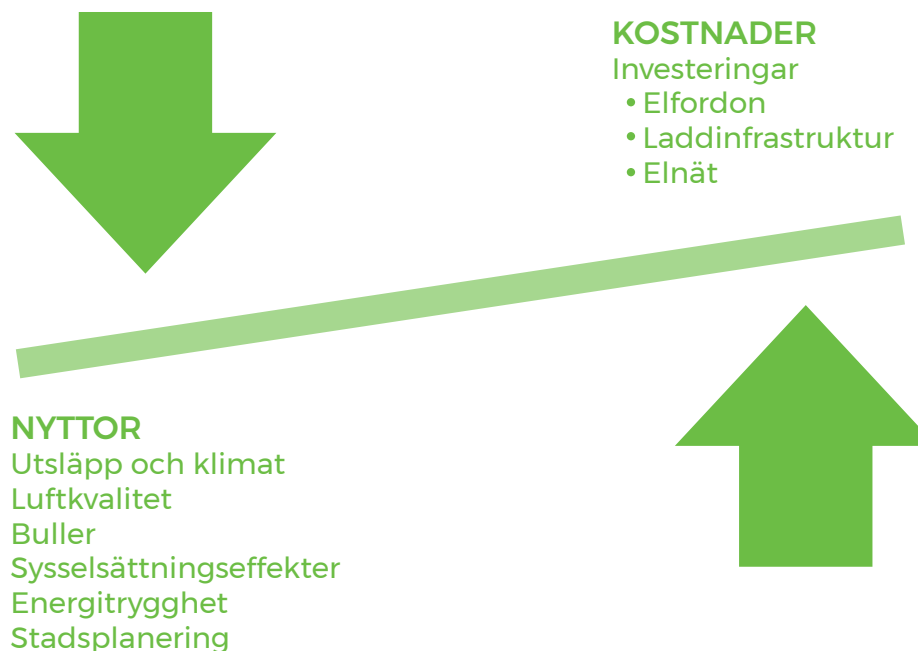 KOSTNADER
Investeringar
• Elfordon
• Laddinfrastruktur
• Elnät
NYTTOR
Utsläpp och klimat
Luftkvalitet
Buller
Sysselsättningseffekter
Energitrygghet
Stadsplanering